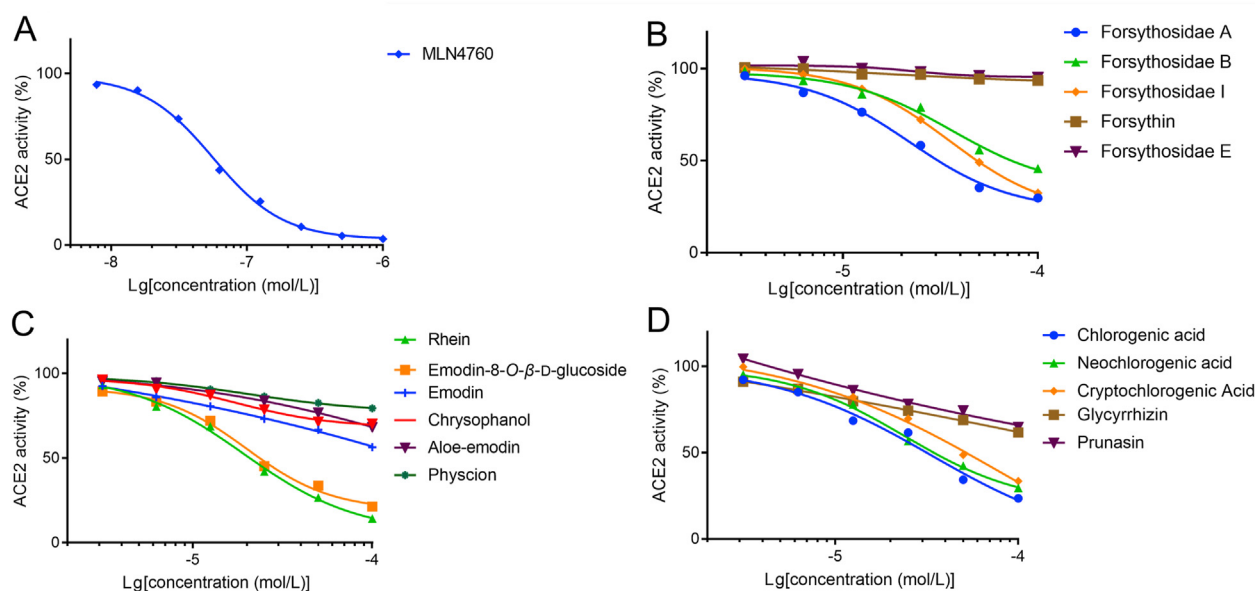 A
ACE2 activity (%)
100
50
0
-8
-7
-6
Lg[concentration (mol/L)]
MLN4760
B
ACE2 activity (%)
100
50
0
-5
-4
Lg[concentration (mol/L)]
Forsythosidae A
Forsythosidae B
Forsythosidae I
Forsythin
Forsythosidae E
C
ACE2 activity (%)
100
50
0
-5
-4
Lg[concentration (mol/L)]
Rhein
Emodin-8-O-β-D-glucoside
Emodin
Chrysophanol
Aloe-emodin
Physcion
D
ACE2 activity (%)
100
50
0
-5
-4
Lg[concentration (mol/L)]
Chlorogenic acid
Neochlorogenic acid
Cryptochlorogenic Acid
Glycyrrhizin
Prunasin